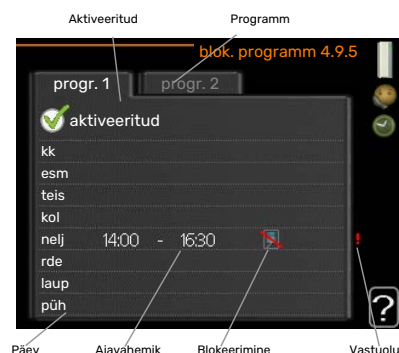 Aktiveeritud Programm
blok. programm 4.9.5
progr. 1 progr. 2
aktiveeritud
kk
esm
teis
kol
nelj 14:00 - 16:30 !
rde
laup
püh
?
Päev Ajavahemik Blokeerimine Vastuolu